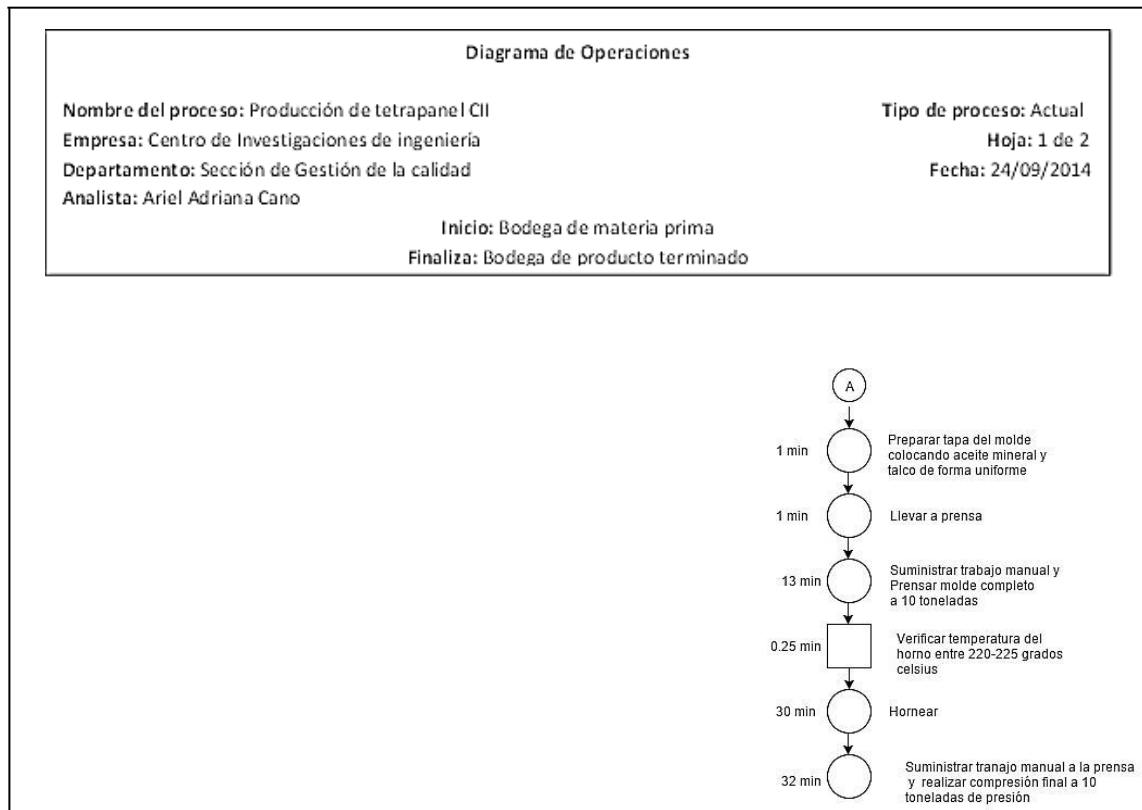 Diagrama de Operaciones
Nombre del proceso: Producción de tetrapanel CII
Tipo de proceso: Actual
Empresa: Centro de Investigaciones de ingeniería
Hoja: 1 de 2
Departamento: Sección de Gestión de la calidad
Fecha: 24/09/2014
Analista: Ariel Adriana Cano
Inicio: Bodega de materia prima
Finaliza: Bodega de producto terminado
A
1 min
Preparar tapa del molde
colocando aceite mineral y
talco de forma uniforme
1 min
Llevar a prensa
13 min
Suministrar trabajo manual y
Prensar molde completo
a 10 toneladas
0.25 min
Verificar temperatura del
horno entre 220-225 grados
celsius
30 min
Hornear
32 min
Suministrar tranajo manual a la prensa
y realizar compresión final a 10
toneladas de presión